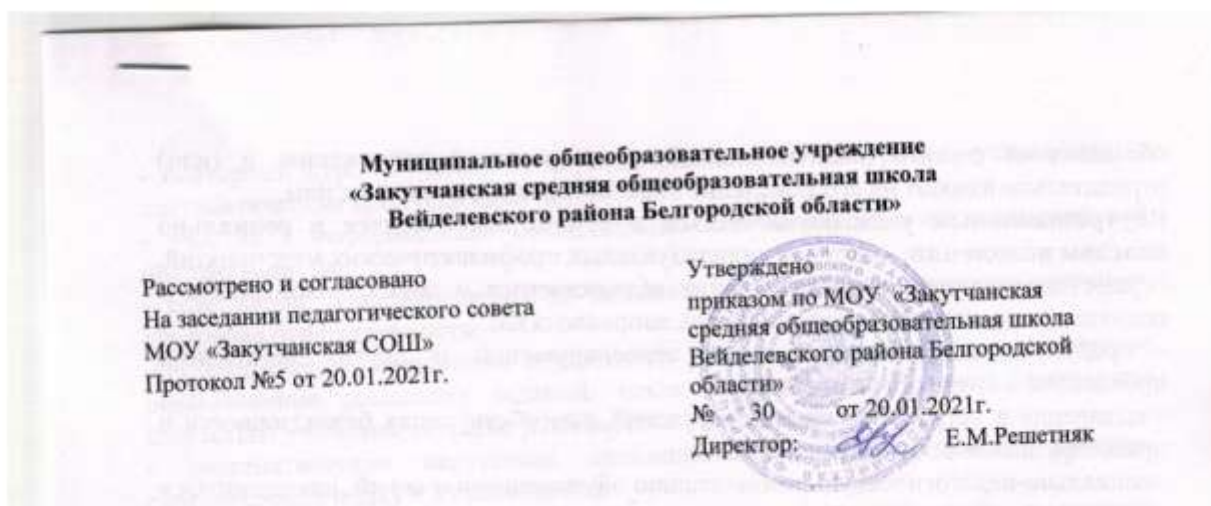 Муниципальное общеобразовательное учреждение
«Закутчанская средняя общеобразовательная школа
Вейделевского района Белгородской области»
Рассмотрено и согласовано
На заседании педагогического совета
МОУ «Закутчанская СОШ»
Протокол №5 от 20.01.2021г.
Утверждено
приказом по МОУ «Закутчанская
средняя общеобразовательная школа
Вейделевского района Белгородской
области»
№ 30 от 20.01.2021г.
Директор: Е.М.Решетняк